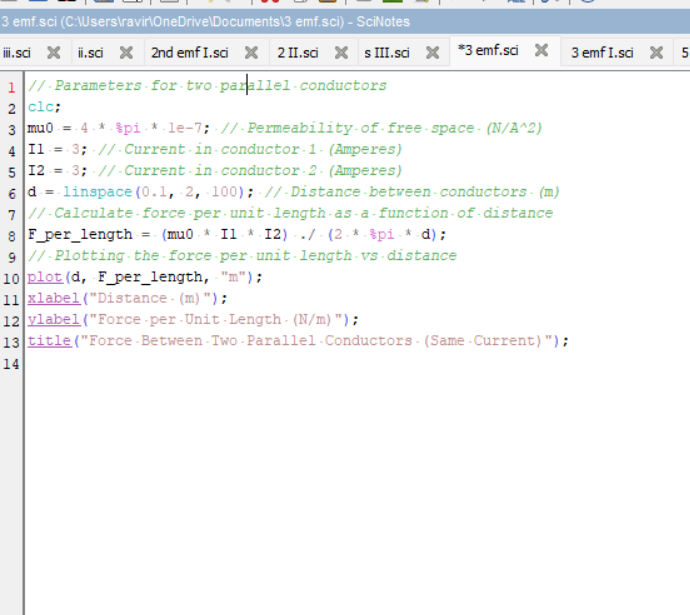 3 emf.sci (C:\Users\ravir\OneDrive\Documents\3 emf.sci) - SciNotes
iii.sci ii.sci 2nd emf I.sci 2 II.sci s III.sci *3 emf.sci 3 emf I.sci 5
1 // Parameters for two parallel conductors
2 clc;
3 mu0 = 4 * %pi * 1e-7; // Permeability of free space (N/A^2)
4 I1 = 3; // Current in conductor 1 (Amperes)
5 I2 = 3; // Current in conductor 2 (Amperes)
6 d = linspace(0.1, 2, 100); // Distance between conductors (m)
7 // Calculate force per unit length as a function of distance
8 F_per_length = (mu0 * I1 * I2) ./ (2 * %pi * d);
9 // Plotting the force per unit length vs distance
10 plot(d, F_per_length, "m");
11 xlabel("Distance (m)");
12 ylabel("Force per Unit Length (N/m)");
13 title("Force Between Two Parallel Conductors (Same Current)");
14